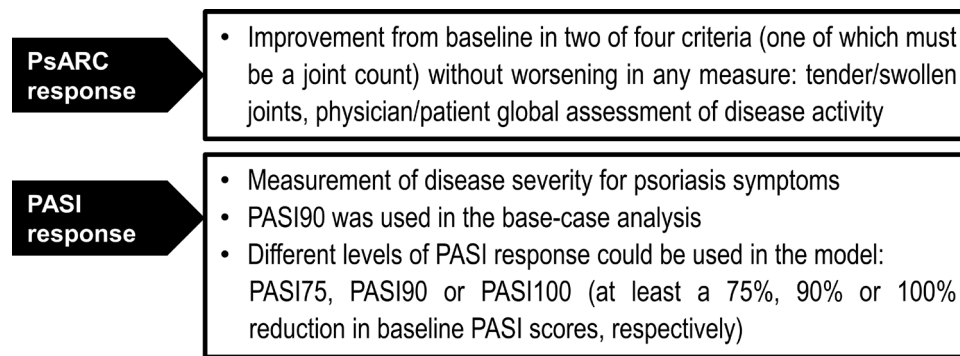 PsARC
response
• Improvement from baseline in two of four criteria (one of which must
be a joint count) without worsening in any measure: tender/swollen
joints, physician/patient global assessment of disease activity
PASI
response
• Measurement of disease severity for psoriasis symptoms
• PASI90 was used in the base-case analysis
• Different levels of PASI response could be used in the model:
PASI75, PASI90 or PASI100 (at least a 75%, 90% or 100%
reduction in baseline PASI scores, respectively)